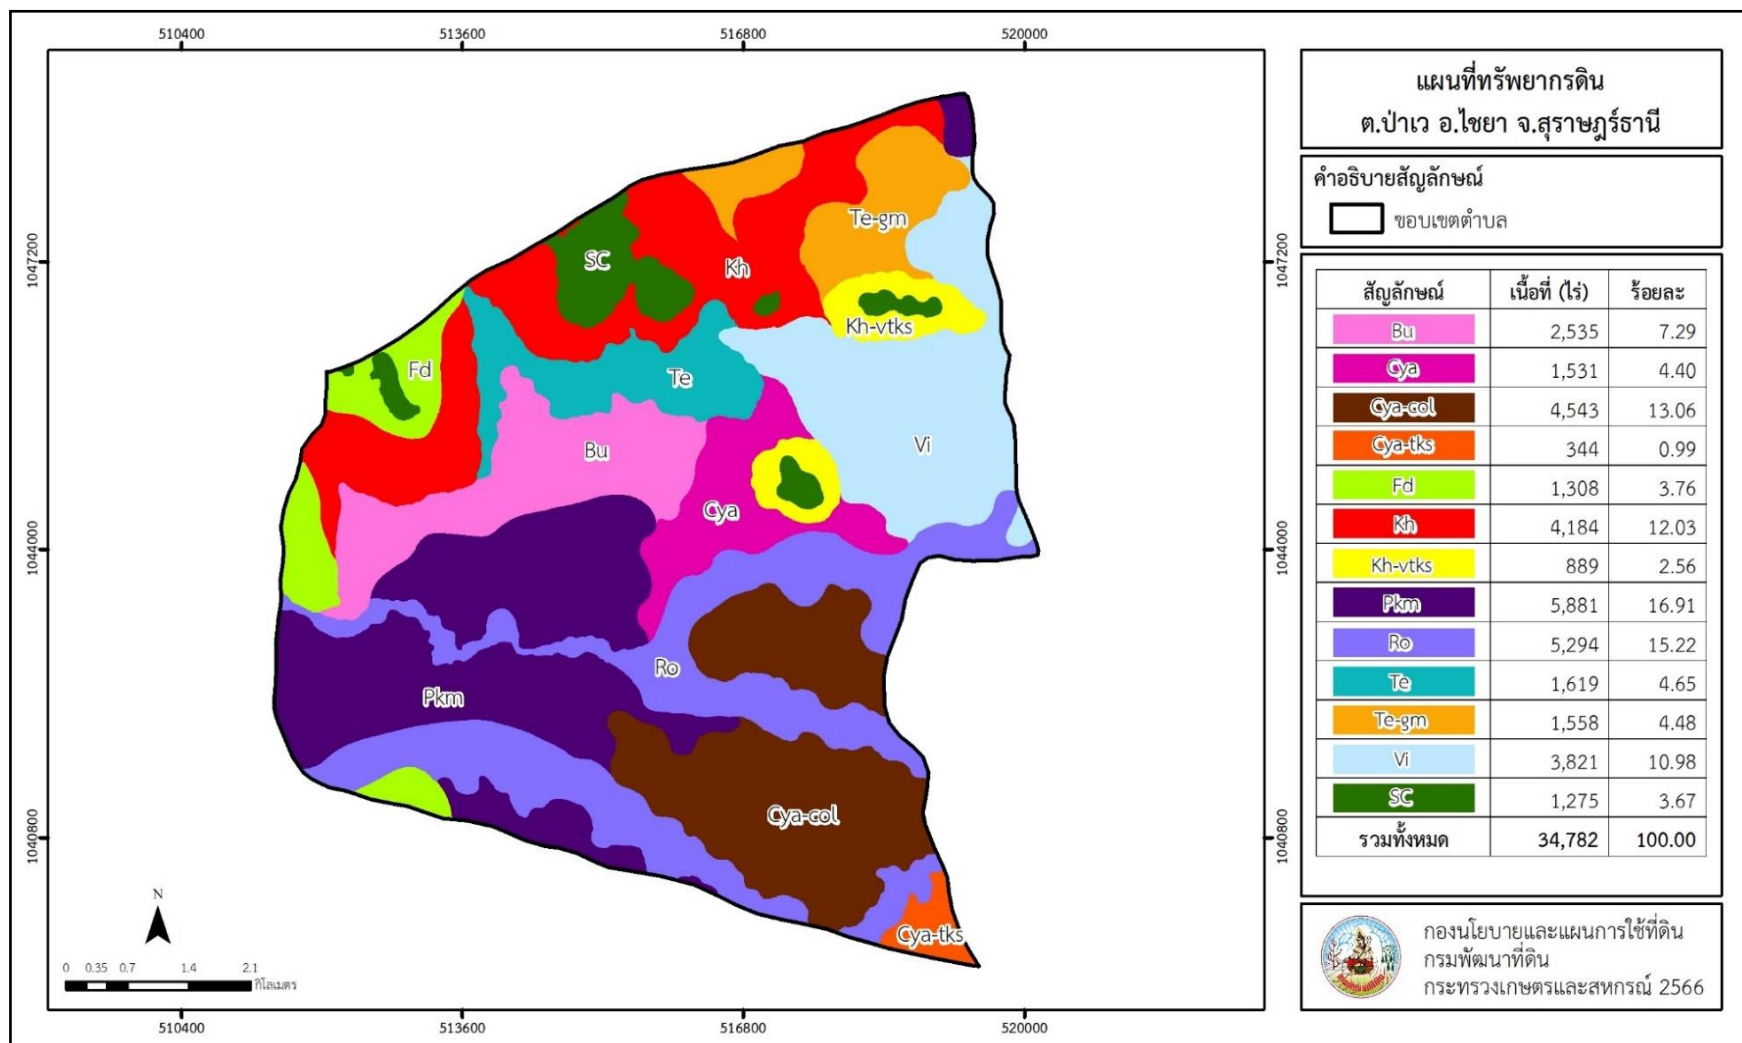 510400 513600 516800 520000
แผนที่ทรัพยากรดิน
ต.ป่าเว อ.ไชยา จ.สุราษฎร์ธานี
คำอธิบายสัญลักษณ์
ขอบเขตตำบล
สัญลักษณ์ เนื้อที่ (ไร่) ร้อยละ
Bu 2,535 7.29
Cya 1,531 4.40
Cya-col 4,543 13.06
Cya-tks 344 0.99
Fd 1,308 3.76
Kh 4,184 12.03
Kh-vtks 889 2.56
Pkm 5,881 16.91
Ro 5,294 15.22
Te 1,619 4.65
Te-gm 1,558 4.48
Vi 3,821 10.98
SC 1,275 3.67
รวมทั้งหมด 34,782 100.00
กองนโยบายและแผนการใช้ที่ดิน
กรมพัฒนาที่ดิน
กระทรวงเกษตรและสหกรณ์ 2566
1047200 1047200
1044000 1044000
1040800 1040800
Te-gm
SC
Kh
Kh-vtks
Fd
Te
Bu
Vi
Cya
Ro
Pkm
Cya-col
Cya-tks
N
0 0.35 0.7 1.4 2.1
กิโลเมตร
510400 513600 516800 520000